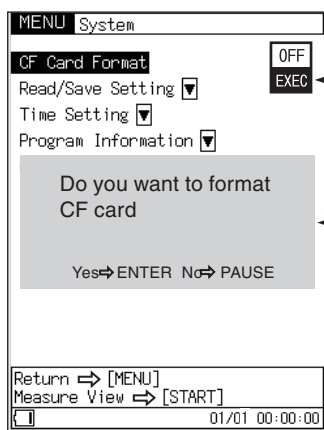 MENU System
CF Card Format
OFF
EXEC
Read/Save Setting ▼
Time Setting ▼
Program Information ▼
Do you want to format
CF card
Yes⇒ENTER No⇒ PAUSE
Return ⇒ [MENU]
Measure View ⇒ [START]
01/01 00:00:00